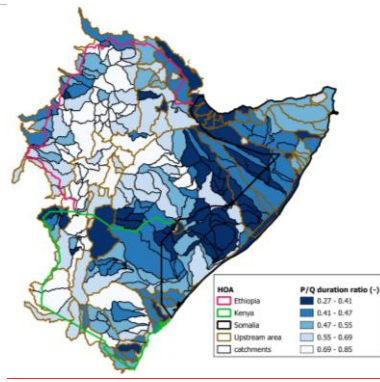 HOA
Ethiopia
Kenya
Somalia
Upstream area
catchments
P/Q duration ratio (-)
0.27 - 0.41
0.41 - 0.47
0.47 - 0.55
0.55 - 0.69
0.69 - 0.85